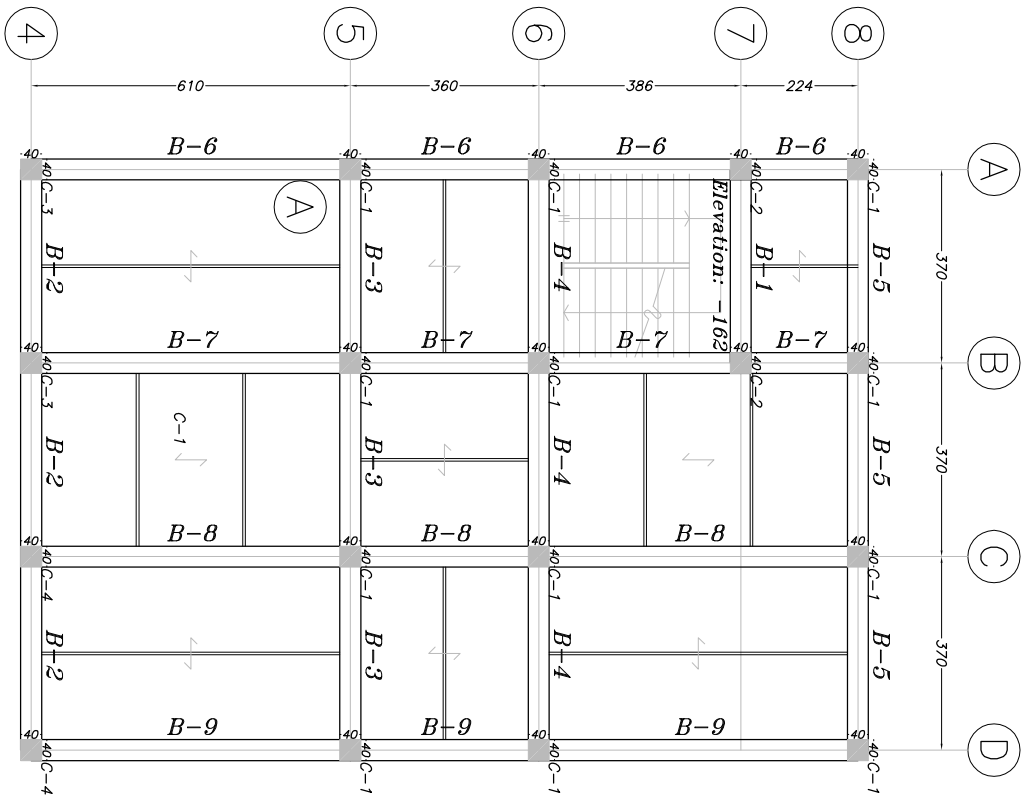 4 5 6 7 8
610 360 386 224
B-6 B-6 B-6 B-6
40 40 40 40 40
A
40 C-3 40 C-1 40 C-1 40 C-2 40 C-1
A
Elevation: -162
B-2 B-3 B-4 B-1 B-5
370
B-7 B-7 B-7 B-7
40 40 40 40 40
B
40 C-3 40 C-1 40 C-1 40 C-2 40 C-1
C-1
B-2 B-3 B-4 B-5
370
B-8 B-8 B-8
40 40 40 40
C
40 C-4 40 C-1 40 C-1 40 C-1
B-2 B-3 B-4 B-5
370
B-9 B-9 B-9
40 40 40 40
D
40 C-4 40 C-1 40 C-1 40 C-1